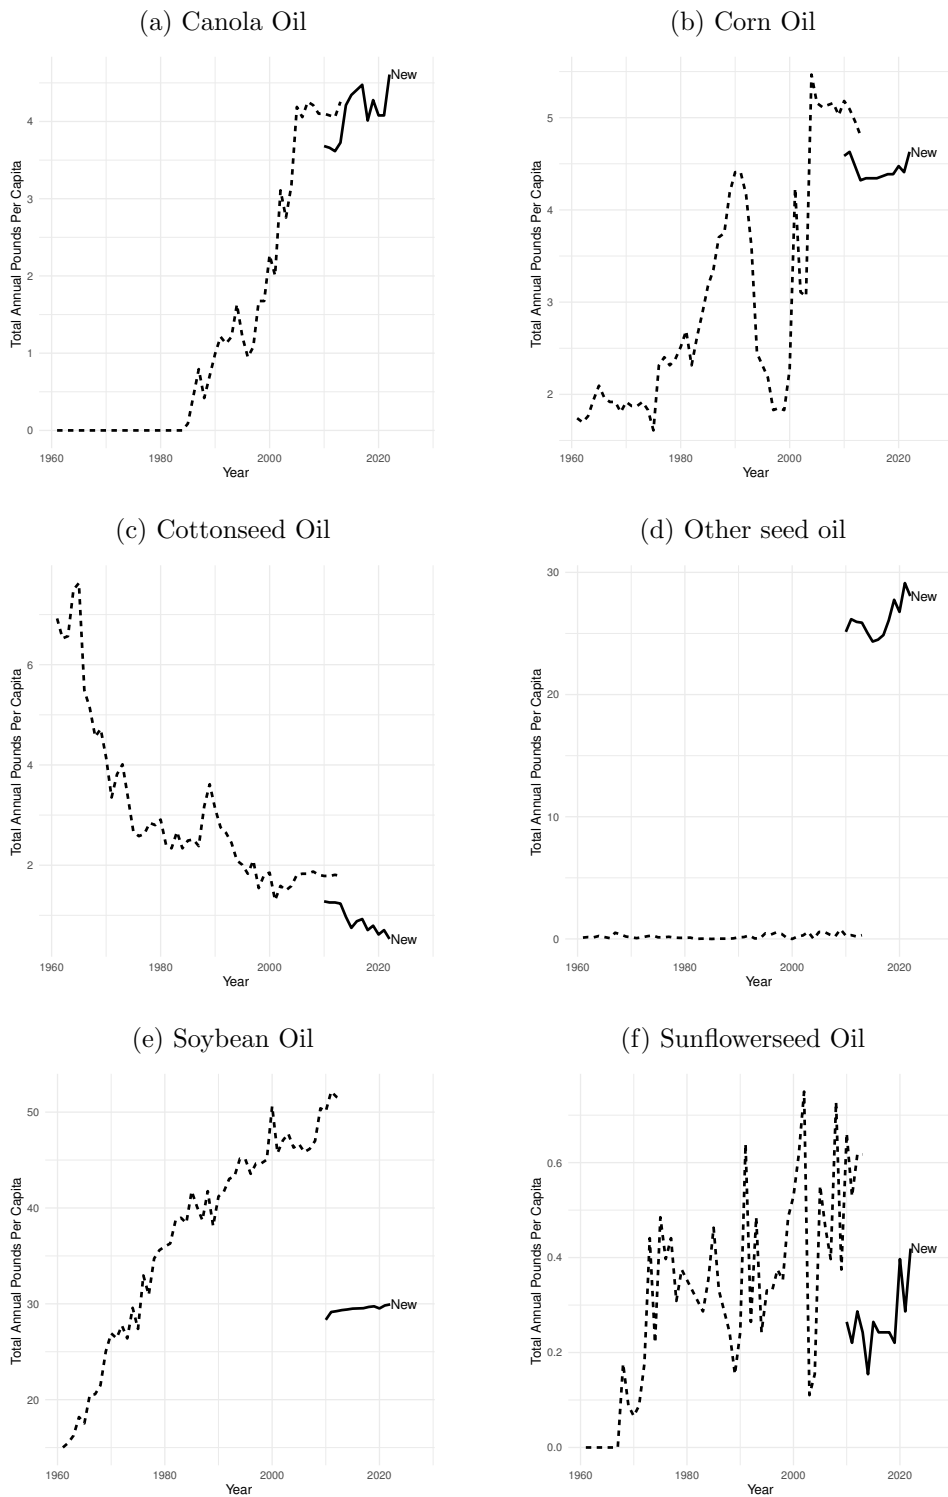 (a) Canola Oil
Total Annual Pounds Per Capita
4
3
2
1
0
New
1960 1980 2000 2020
Year
(b) Corn Oil
Total Annual Pounds Per Capita
5
4
3
2
New
1960 1980 2000 2020
Year
(c) Cottonseed Oil
Total Annual Pounds Per Capita
6
4
2
New
1960 1980 2000 2020
Year
(d) Other seed oil
Total Annual Pounds Per Capita
30
20
10
0
New
1960 1980 2000 2020
Year
(e) Soybean Oil
Total Annual Pounds Per Capita
50
40
30
20
New
1960 1980 2000 2020
Year
(f) Sunflowerseed Oil
Total Annual Pounds Per Capita
0.6
0.4
0.2
0.0
New
1960 1980 2000 2020
Year